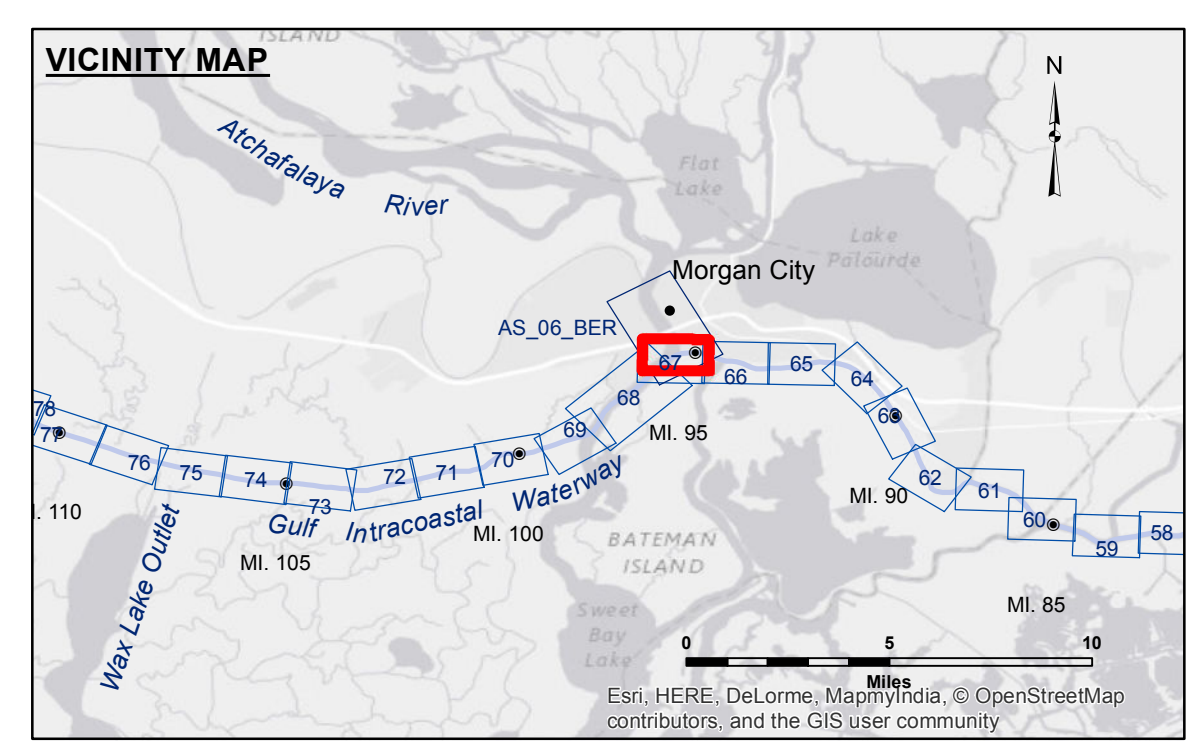 ISLAND
VICINITY MAP
N
Atchafalaya
River
Flat
Lake
Lake
Palourde
Morgan City
AS_06_BER
67
66
65
64
63
68
69
70
71
72
73
74
75
76
77
78
62
61
60
59
58
MI. 95
MI. 90
MI. 85
MI. 100
MI. 105
. 110
Gulf Intracoastal Waterway
Wax Lake Outlet
BATEMAN
ISLAND
Sweet
Bay
Lake
0 5 10
Miles
Esri, HERE, DeLorme, MapmyIndia, © OpenStreetMap
contributors, and the GIS user community